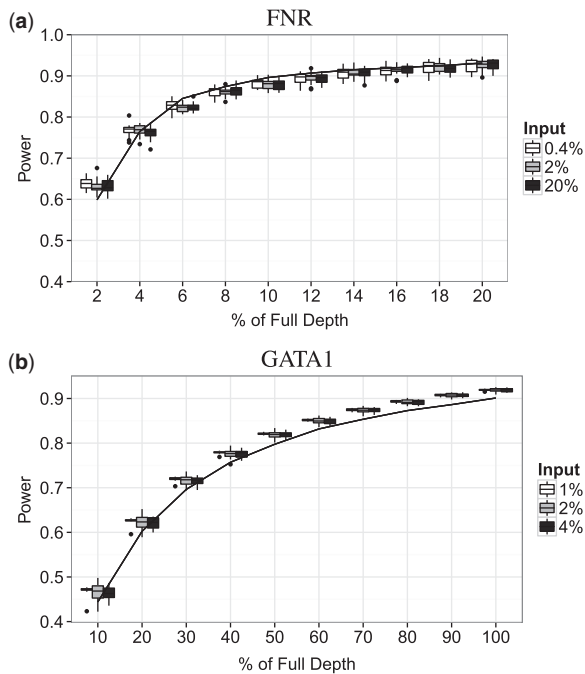 (a) FNR
1.0
0.9
0.8
0.7
0.6
0.5
0.4
Power
2 4 6 8 10 12 14 16 18 20
% of Full Depth
Input
0.4%
2%
20%
(b) GATA1
0.9
0.8
0.7
0.6
0.5
0.4
Power
10 20 30 40 50 60 70 80 90 100
% of Full Depth
Input
1%
2%
4%